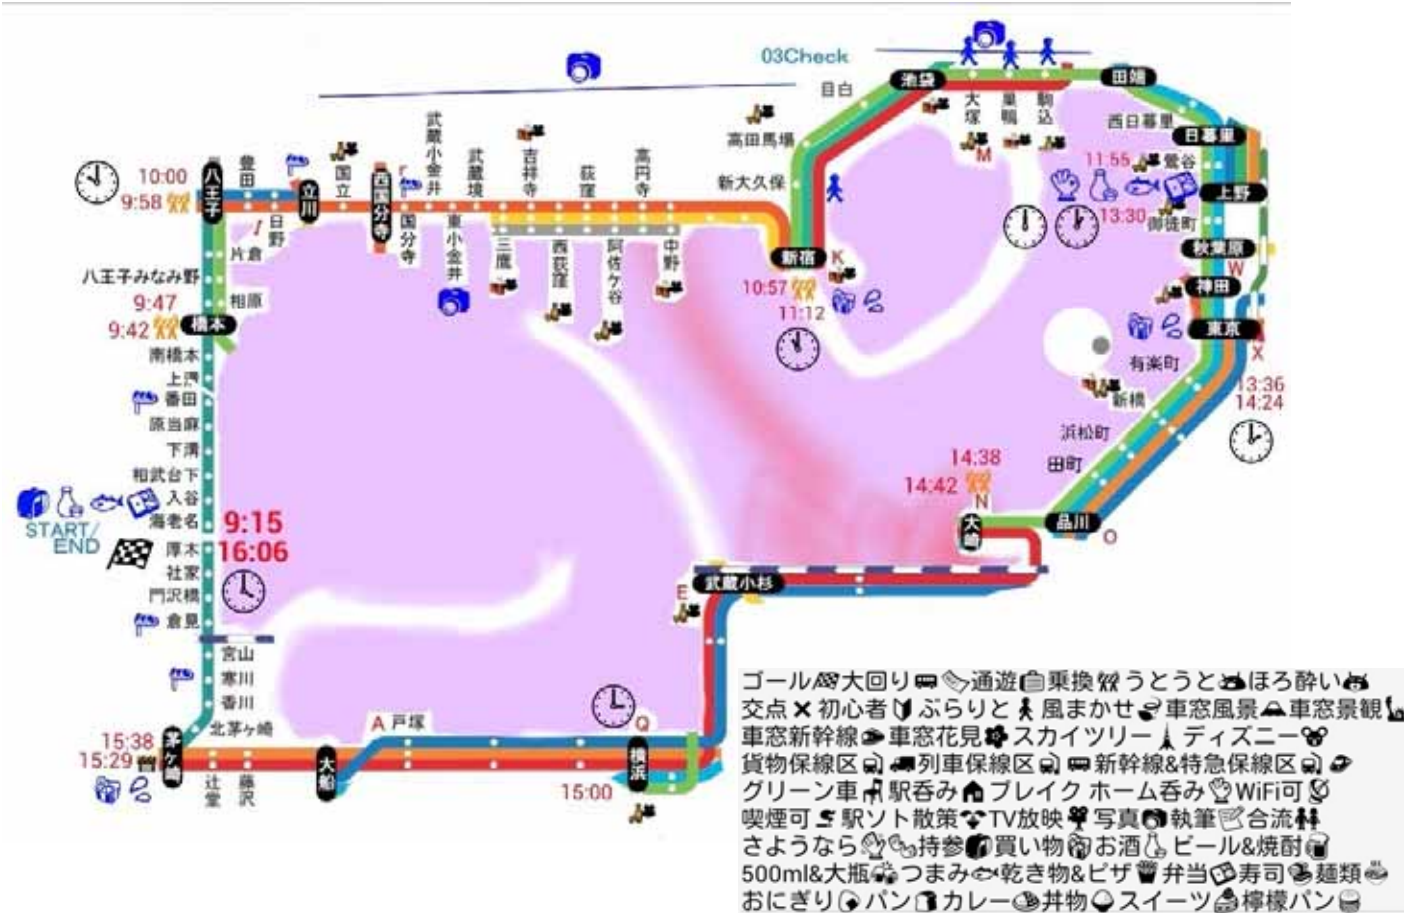 03Check
池袋
田端
目白
大塚
巣鴨
駒込
西日暮里
日暮里
高田馬場
M
11:55
鶯谷
新大久保
上野
13:30
御徒町
武蔵小金井
武蔵境
吉祥寺
荻窪
高円寺
10:00
9:58
八王子
豊田
立川
国立
西国分寺
日野
国分寺
東小金井
三鷹
西荻窪
阿佐ケ谷
中野
新宿
K
秋葉原
W
神田
片倉
八王子みなみ野
9:47
相原
9:42
橋本
10:57
11:12
東京
X
南橋本
上溝
有楽町
番田
13:36
14:24
原当麻
新橋
下溝
浜松町
相武台下
田町
14:38
入谷
14:42
N
START/
END
海老名
9:15
大崎
品川
O
厚木
16:06
社家
武蔵小杉
門沢橋
E
倉見
宮山
寒川
香川
北茅ケ崎
A
戸塚
Q
15:38
15:29
茅ケ崎
大船
横浜
辻堂
藤沢
15:00
ゴール大回り通遊乗換うとうとほろ酔い
交点初心者ぶらりと風まかせ車窓風景車窓景観
車窓新幹線車窓花見スカイツリーディズニー
貨物保線区列車保線区新幹線&特急保線区
グリーン車駅呑みブレイク ホーム呑みWiFi可
喫煙可駅ソト散策TV放映写真執筆合流
さようなら持参買い物お酒ビール&焼酎
500ml&大瓶つまみ乾き物&ピザ弁当寿司麺類
おにぎりパンカレー丼物スイーツ檸檬パン